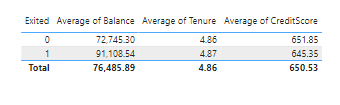 Exited Average of Balance Average of Tenure Average of CreditScore
0 72,745.30 4.86 651.85
1 91,108.54 4.87 645.35
Total 76,485.89 4.86 650.53